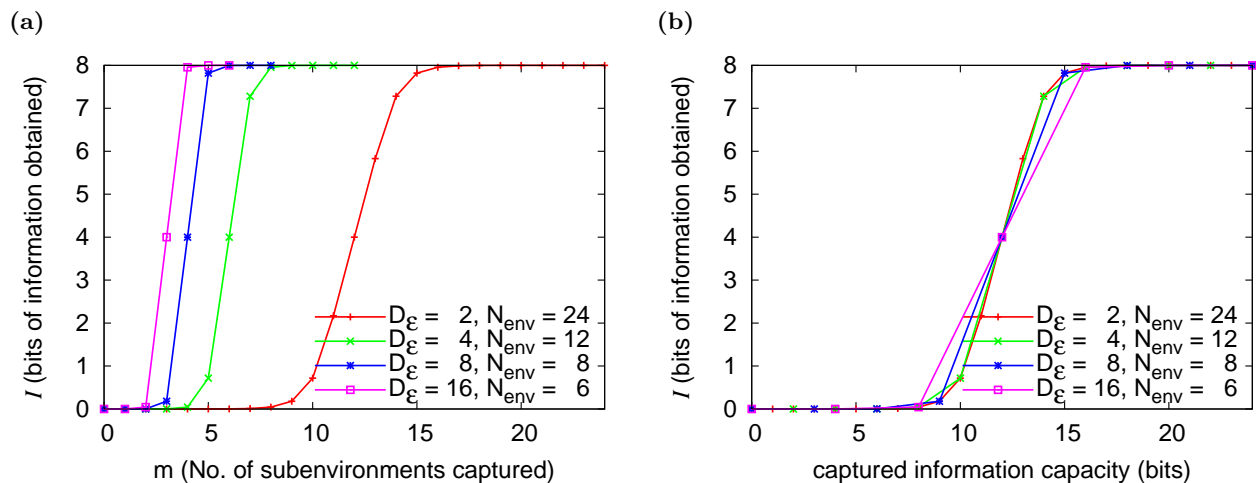 (a)
8
7
6
5
4
3
2
1
0
I (bits of information obtained)
Dε = 2, Nenv = 24
Dε = 4, Nenv = 12
Dε = 8, Nenv = 8
Dε = 16, Nenv = 6
0 5 10 15 20
m (No. of subenvironments captured)
(b)
8
7
6
5
4
3
2
1
0
I (bits of information obtained)
Dε = 2, Nenv = 24
Dε = 4, Nenv = 12
Dε = 8, Nenv = 8
Dε = 16, Nenv = 6
0 5 10 15 20
captured information capacity (bits)